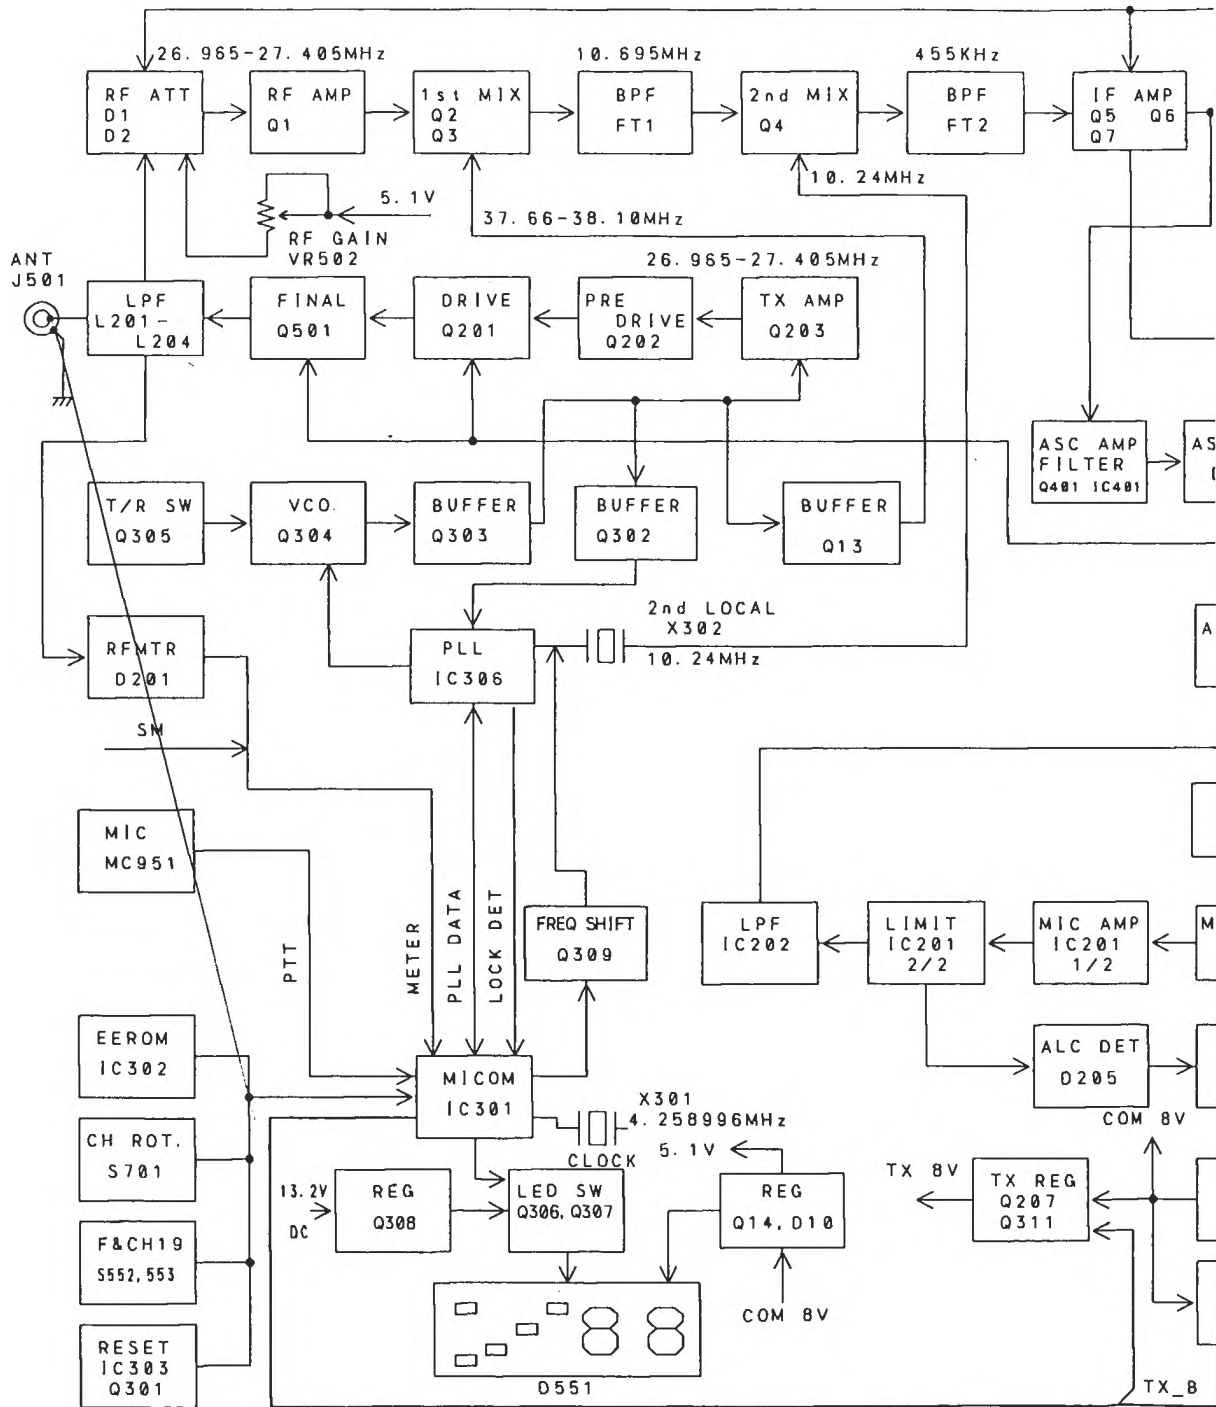 26.965-27.405MHz
10.695MHz
455KHz
RF ATT
D1
D2
RF AMP
Q1
1st MIX
Q2
Q3
BPF
FT1
2nd MIX
Q4
BPF
FT2
IF AMP
Q5 Q6
Q7
5.1V
RF GAIN
VR502
37.66-38.10MHz
10.24MHz
ANT
J501
26.965-27.405MHz
LPF
L201-
L204
FINAL
Q501
DRIVE
Q201
PRE
DRIVE
Q202
TX AMP
Q203
ASC AMP
FILTER
Q401 IC401
AS
T/R SW
Q305
VCO.
Q304
BUFFER
Q303
BUFFER
Q302
BUFFER
Q13
2nd LOCAL
X302
10.24MHz
RFMTR
D201
PLL
IC306
A
SM
MIC
MC951
PTT
METER
PLL DATA
LOCK DET
FREQ SHIFT
Q309
LPF
IC202
LIMIT
IC201
2/2
MIC AMP
IC201
1/2
M
EEROM
IC302
MICOM
IC301
ALC DET
D205
X301
4.258996MHz
CLOCK
COM 8V
CH ROT.
S701
13.2V
DC
REG
Q308
LED SW
Q306,Q307
5.1V
REG
Q14,D10
TX 8V
TX REG
Q207
Q311
F&CH19
S552,553
COM 8V
RESET
IC303
Q301
D551
TX_8